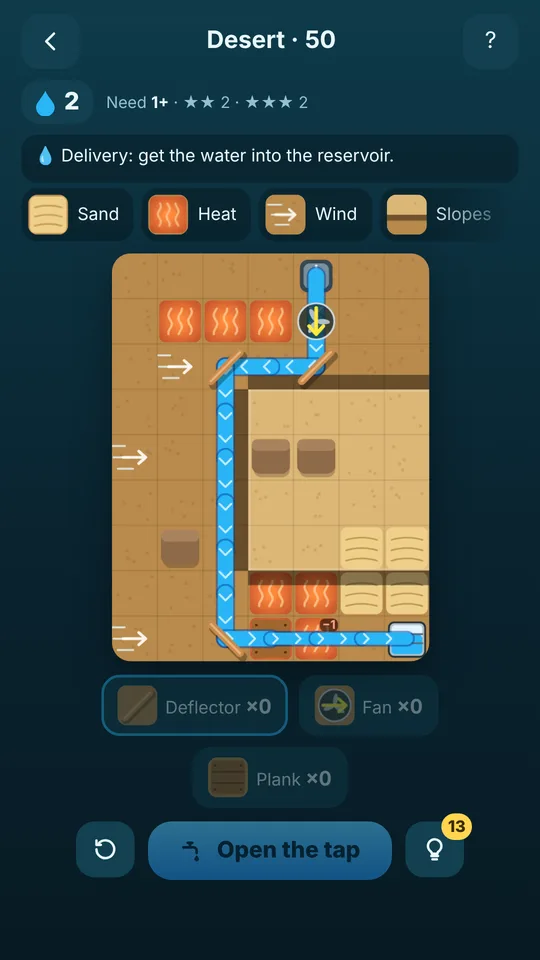 Desert · 50
?
2
Need 1+ · ★★ 2 · ★★★ 2
Delivery: get the water into the reservoir.
Sand
Heat
Wind
Slopes
−1
Deflector ×0
Fan ×0
Plank ×0
13
Open the tap